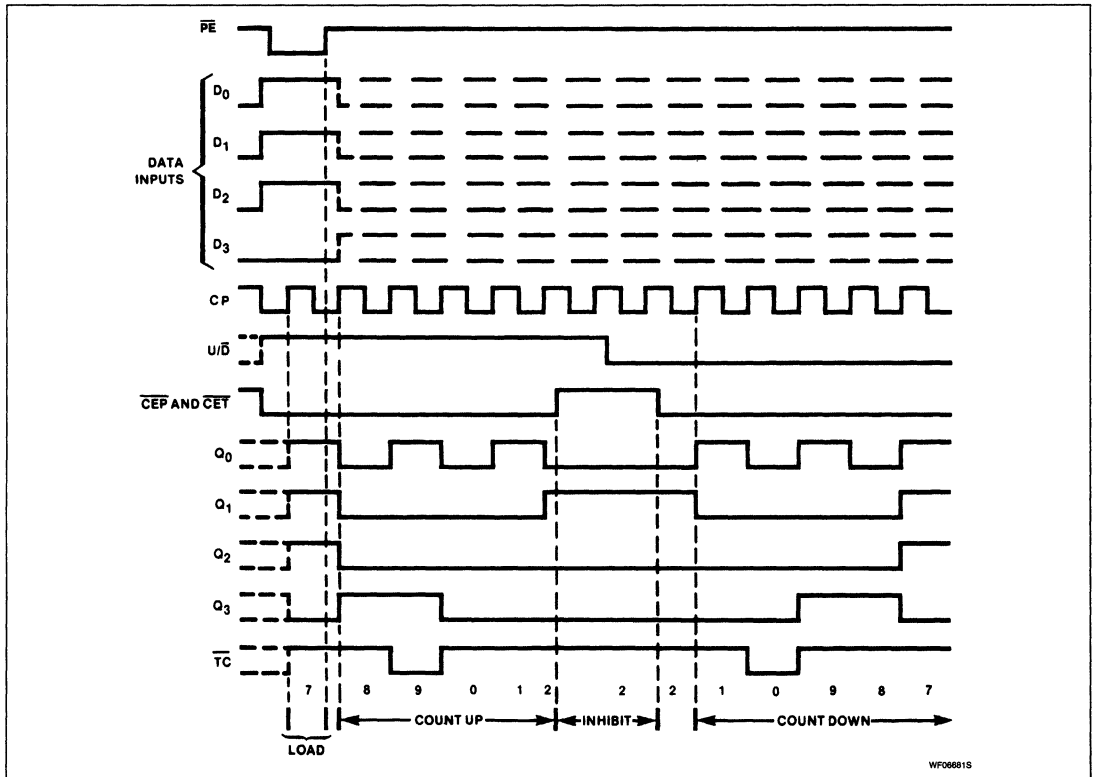 PE
D0
D1
DATA
INPUTS
D2
D3
CP
U/D
CEP AND CET
Q0
Q1
Q2
Q3
TC
7 8 9 0 1 2 2 2 1 0 9 8 7
COUNT UP INHIBIT COUNT DOWN
LOAD
WF06681S